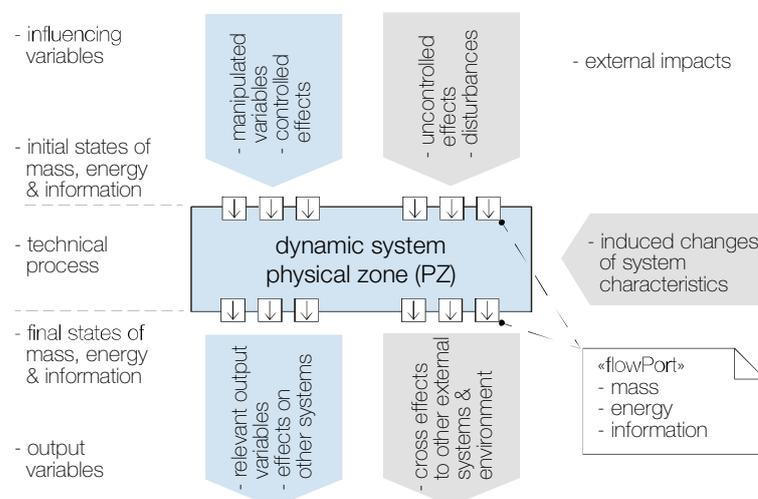 - influencing
variables
- initial states of
mass, energy
& information
- technical
process
- final states of
mass, energy
& information
- output
variables
- manipulated
variables
- controlled
effects
- uncontrolled
effects
- disturbances
- external impacts
dynamic system
physical zone (PZ)
- induced changes
of system
characteristics
- relevant output
variables
- effects on
other systems
- cross effects
to other external
systems &
environment
«flowPort»
- mass
- energy
- information